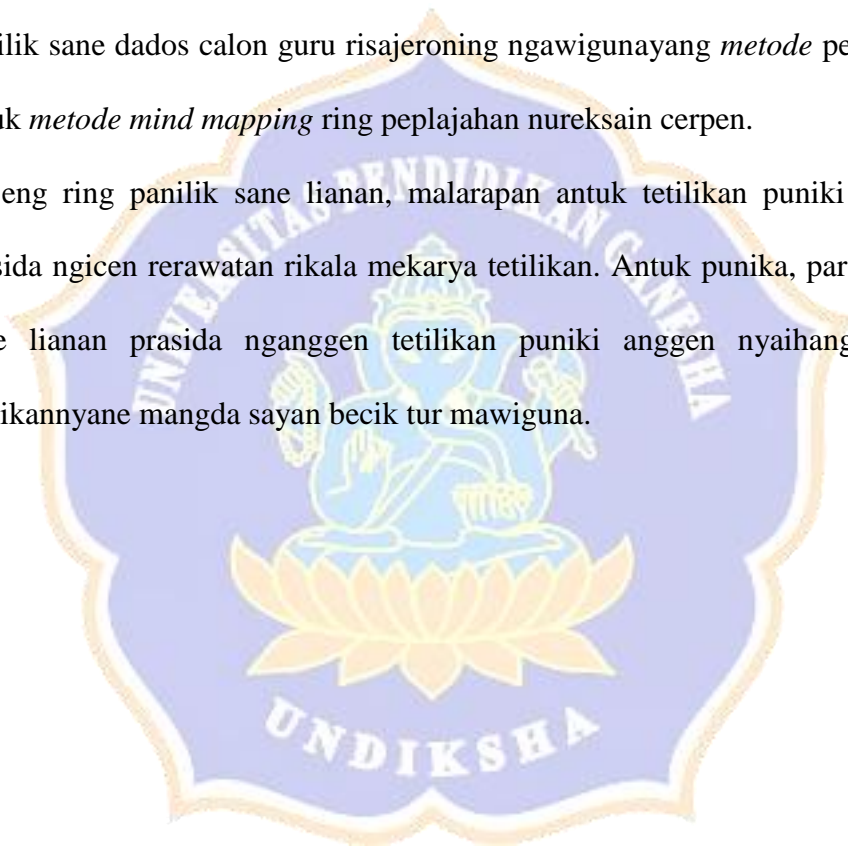 ilik sane dados calon guru risajeroning ngawigunayang metode pe
uk metode mind mapping ring peplajahan nureksain cerpen.
eng ring panilik sane lianan, malarapan antuk tetilikan puniki
sida ngicen rerawatan rikala mekarya tetilikan. Antuk punika, par
e lianan prasida nganggen tetilikan puniki anggen nyaihang
ikannyane mangda sayan becik tur mawiguna.
UNIVERSITAS PENDIDIKAN GANESHA
UNDIKSHA